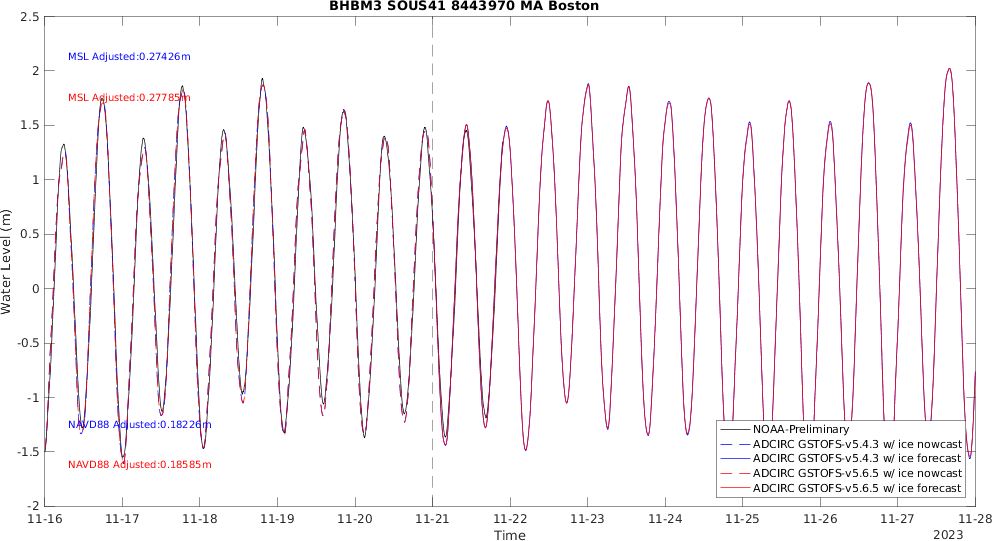 BHBM3 SOUS41 8443970 MA Boston
2.5
2
1.5
1
0.5
0
-0.5
-1
-1.5
-2
Water Level (m)
MSL Adjusted:0.27426m
MSL Adjusted:0.27785m
NAVD88 Adjusted:0.18226m
NAVD88 Adjusted:0.18585m
NOAA-Preliminary
ADCIRC GSTOFS-v5.4.3 w/ ice nowcast
ADCIRC GSTOFS-v5.4.3 w/ ice forecast
ADCIRC GSTOFS-v5.6.5 w/ ice nowcast
ADCIRC GSTOFS-v5.6.5 w/ ice forecast
11-16 11-17 11-18 11-19 11-20 11-21 11-22 11-23 11-24 11-25 11-26 11-27 11-28
Time
2023